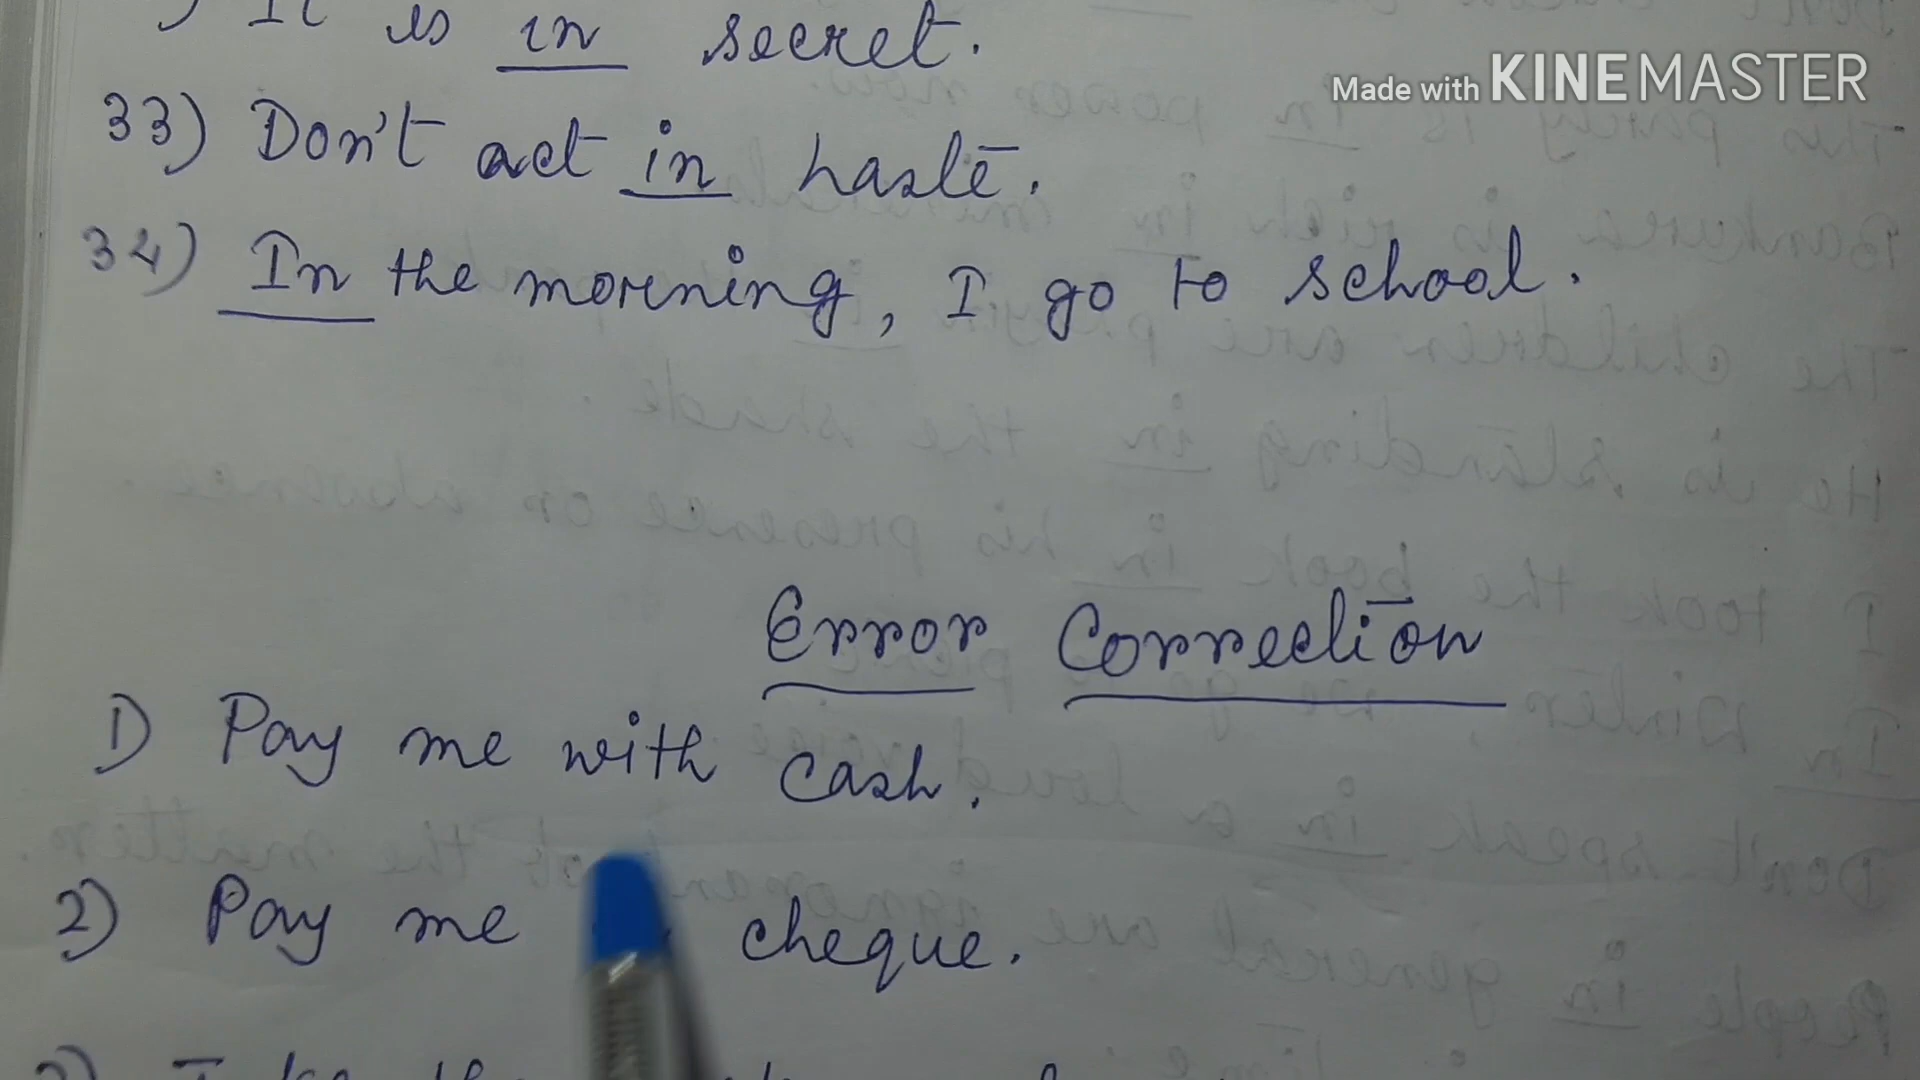 It is in secret.
Made with KINEMASTER
33) Don't act in haste.
34) In the morning, I go to school.
Error Correction
1) Pay me with cash.
2) Pay me cheque.